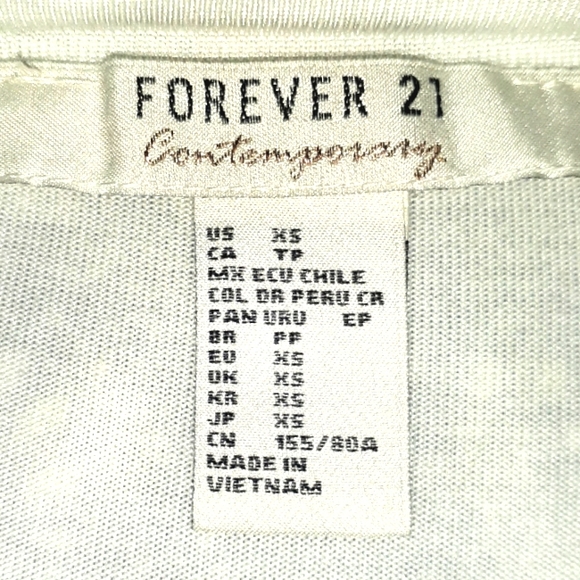 FOREVER 21
Contemporary
US XS
CA TP
MX ECU CHILE
COL DR PERU CR
PAN URU EP
BR PP
EU XS
UK XS
KR XS
JP XS
CN 155/80A
MADE IN
VIETNAM